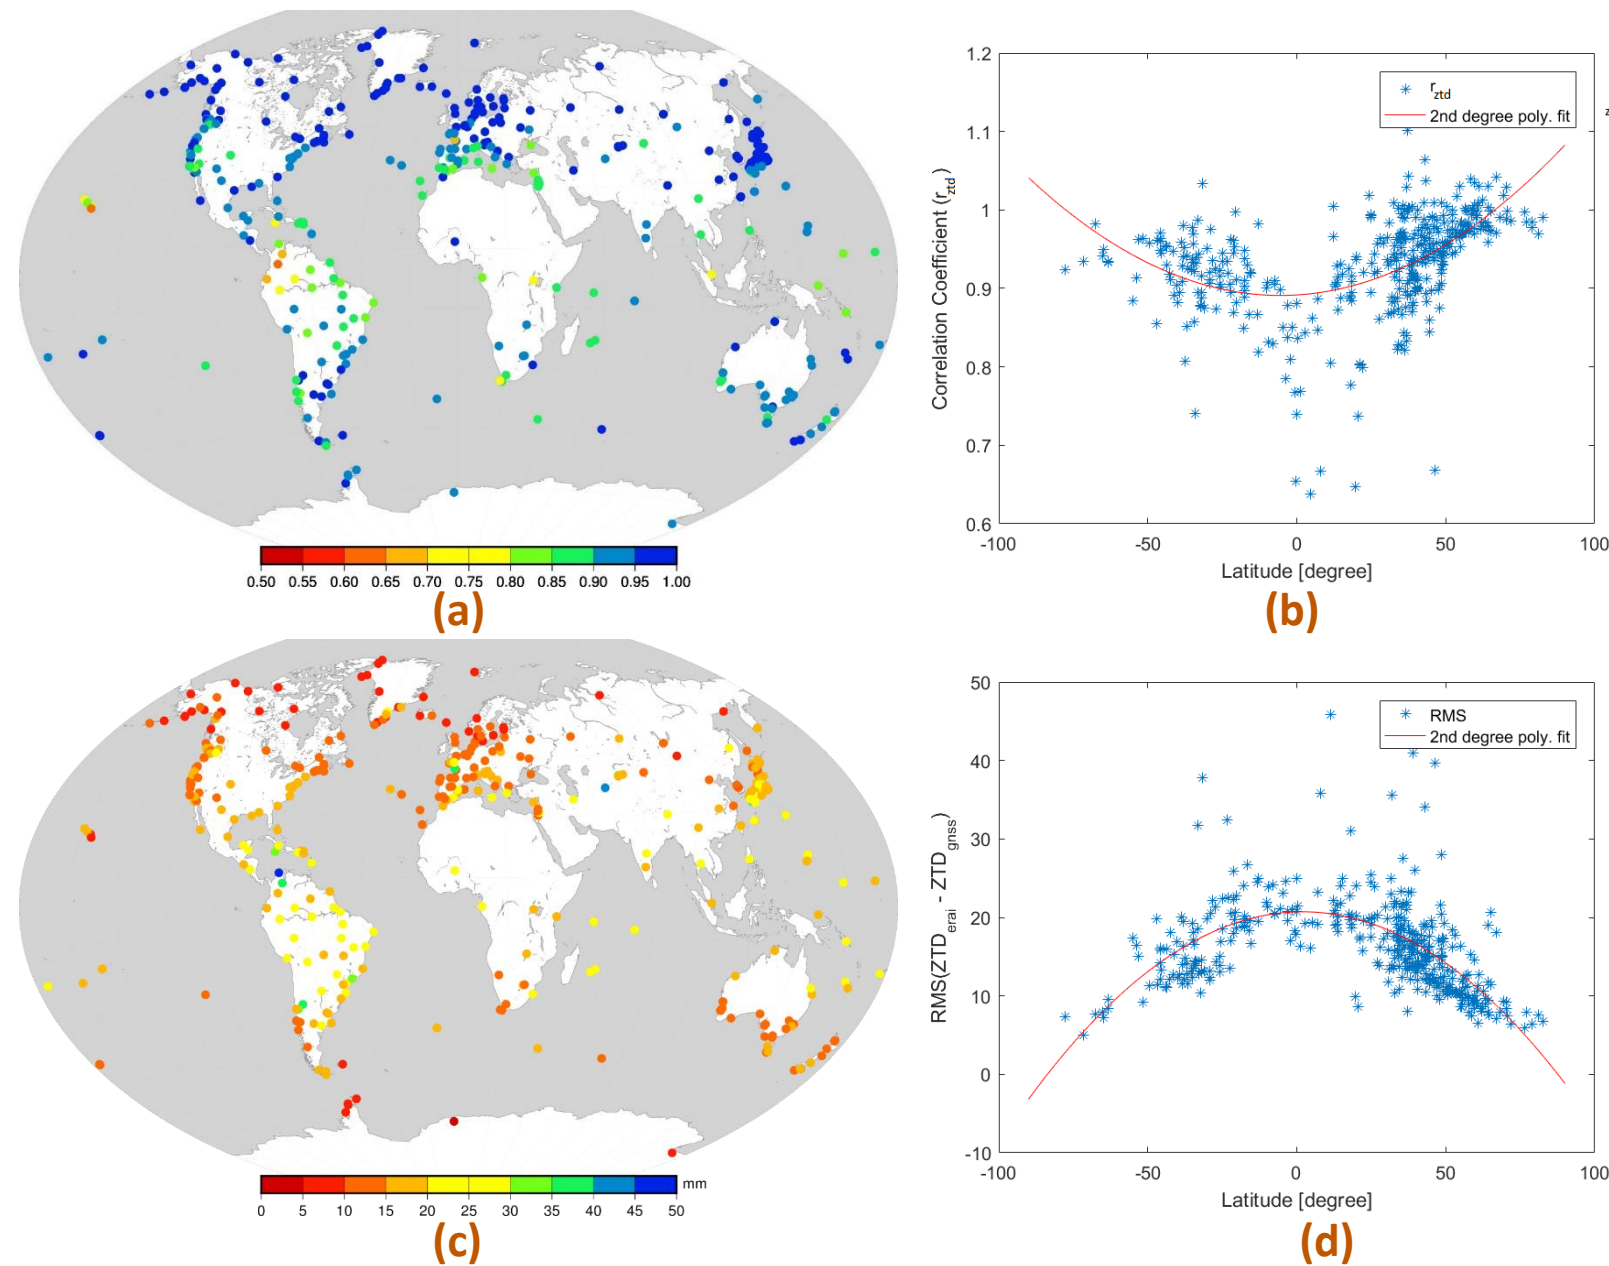 0.50 0.55 0.60 0.65 0.70 0.75 0.80 0.85 0.90 0.95 1.00
(a)
1.2
1.1
1
0.9
0.8
0.7
0.6
-100 -50 0 50 100
Correlation Coefficient (rztd)
Latitude [degree]
rztd
2nd degree poly. fit
z
(b)
0 5 10 15 20 25 30 35 40 45 50
mm
(c)
50
40
30
20
10
0
-10
-100 -50 0 50 100
RMS(ZTDerai - ZTDgnss)
Latitude [degree]
RMS
2nd degree poly. fit
(d)